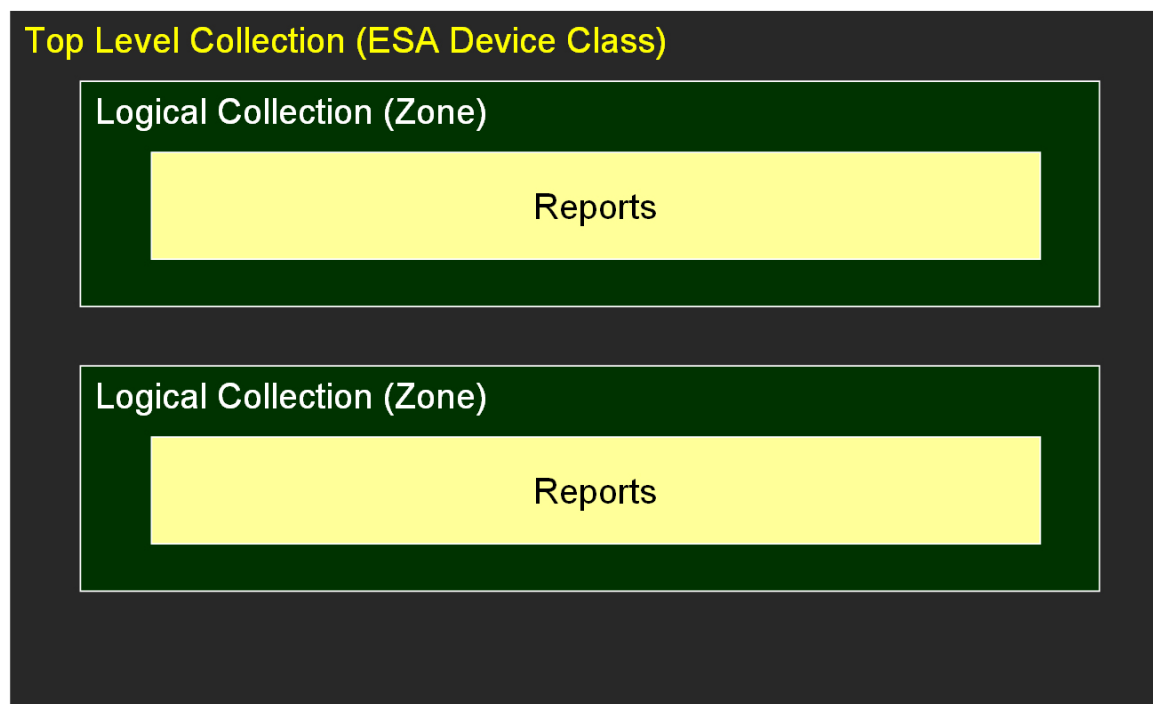 Top Level Collection (ESA Device Class)
Logical Collection (Zone)
Reports
Logical Collection (Zone)
Reports